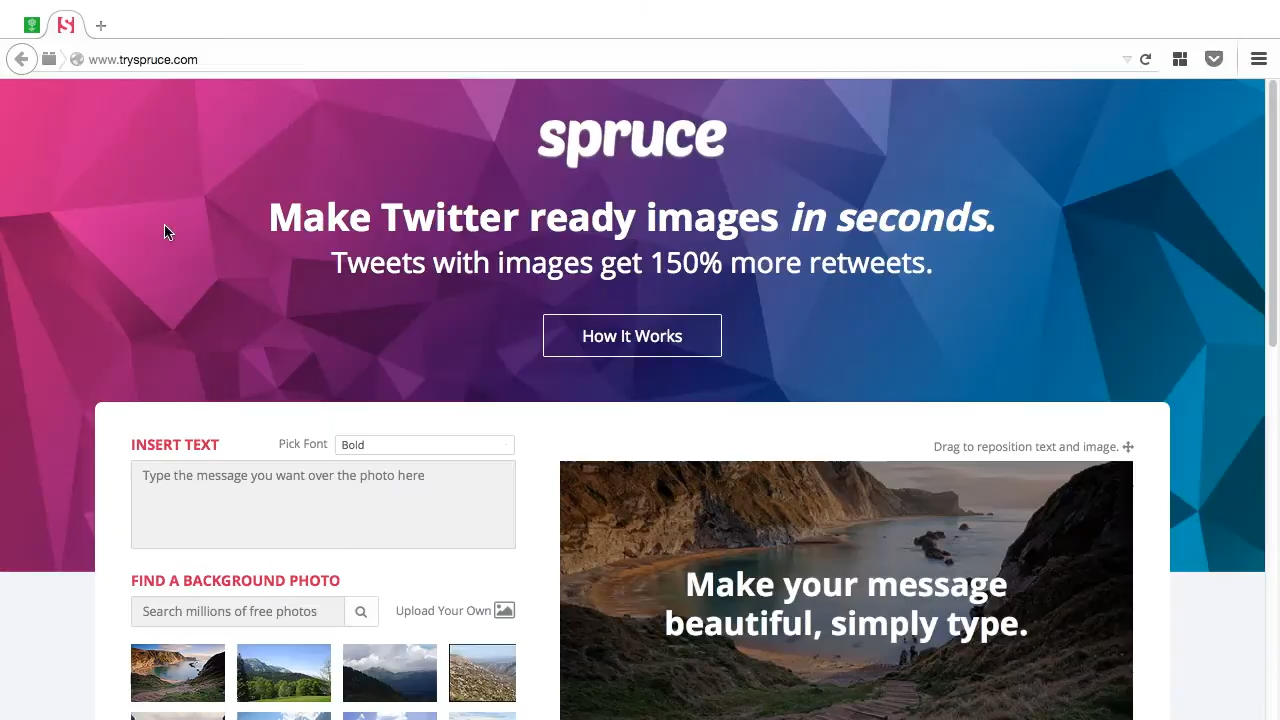 www.tryspruce.com
spruce
Make Twitter ready images in seconds.
Tweets with images get 150% more retweets.
How It Works
INSERT TEXT
Pick Font
Bold
Drag to reposition text and image.
Type the message you want over the photo here
FIND A BACKGROUND PHOTO
Search millions of free photos
Upload Your Own
Make your message
beautiful, simply type.